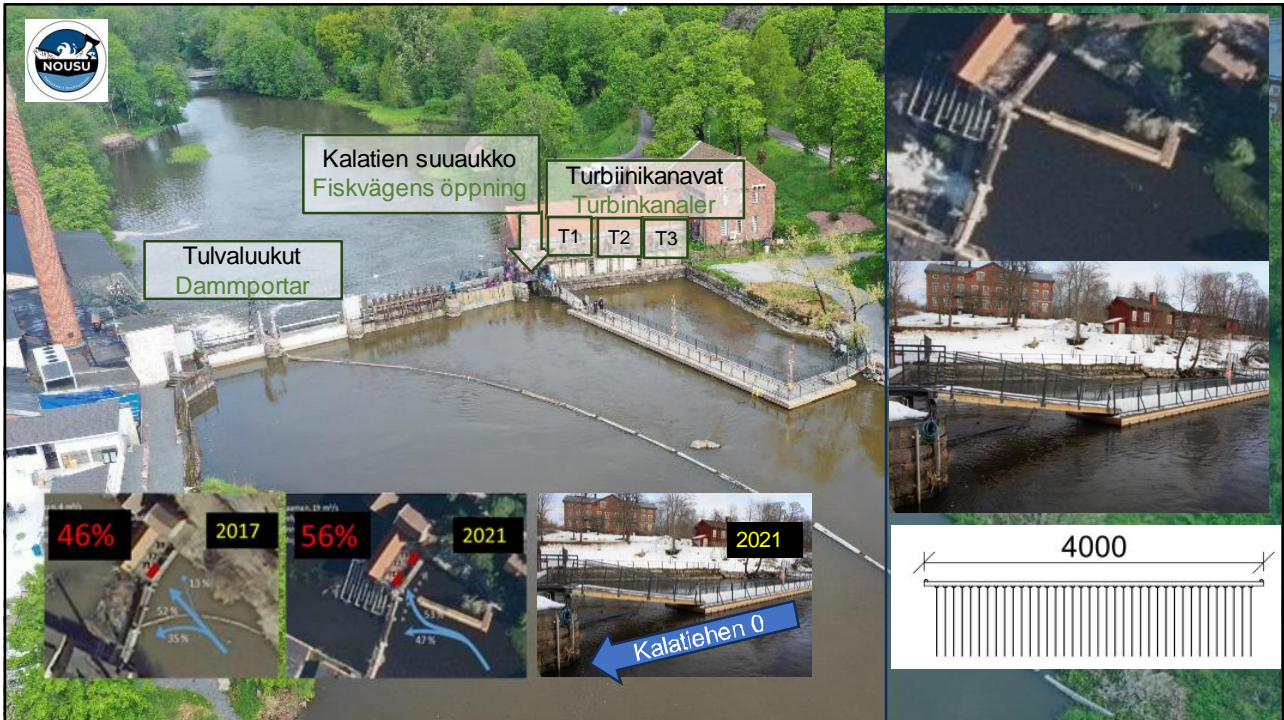 NOUSU
Kalatien suuaukko
Fiskvägens öppning
Turbiinikanavat
Turbinkanaler
T1
T2
T3
Tulvaluukut
Dammportar
46%
2017
13 %
52 %
35 %
56%
2021
53 %
47 %
2021
Kalatiehen 0
4000